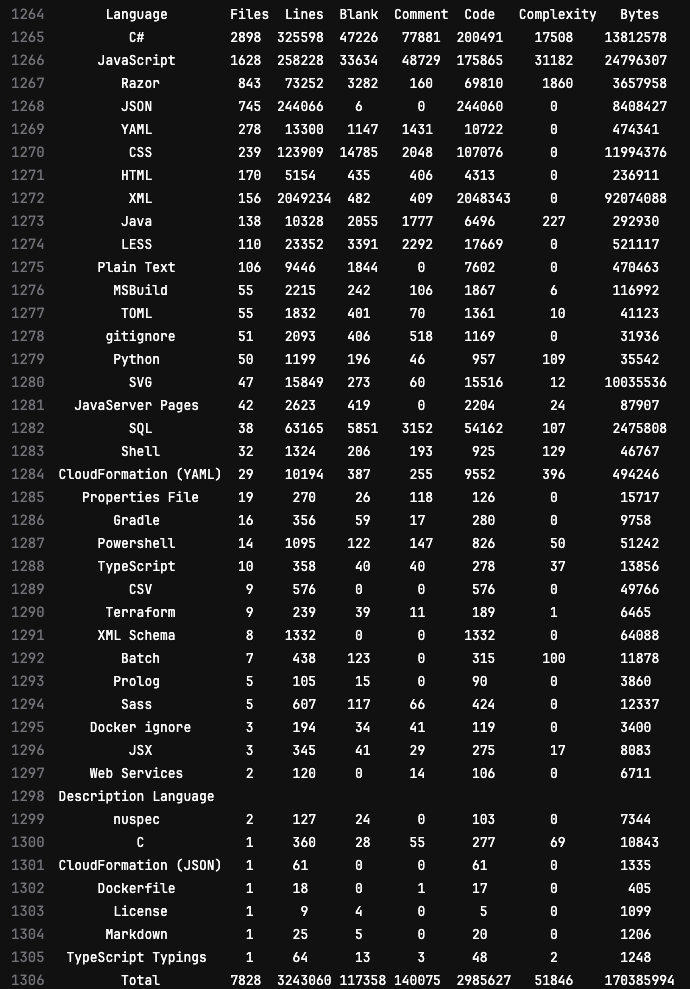 1264 Language Files Lines Blank Comment Code Complexity Bytes
1265 C# 2898 325598 47226 77881 200491 17508 13812578
1266 JavaScript 1628 258228 33634 48729 175865 31182 24796307
1267 Razor 843 73252 3282 160 69810 1860 3657958
1268 JSON 745 244066 6 0 244060 0 8408427
1269 YAML 278 13300 1147 1431 10722 0 474341
1270 CSS 239 123909 14785 2048 107076 0 11994376
1271 HTML 170 5154 435 406 4313 0 236911
1272 XML 156 2049234 482 409 2048343 0 92074088
1273 Java 138 10328 2055 1777 6496 227 292930
1274 LESS 110 23352 3391 2292 17669 0 521117
1275 Plain Text 106 9446 1844 0 7602 0 470463
1276 MSBuild 55 2215 242 106 1867 6 116992
1277 TOML 55 1832 401 70 1361 10 41123
1278 gitignore 51 2093 406 518 1169 0 31936
1279 Python 50 1199 196 46 957 109 35542
1280 SVG 47 15849 273 60 15516 12 10035536
1281 JavaServer Pages 42 2623 419 0 2204 24 87907
1282 SQL 38 63165 5851 3152 54162 107 2475808
1283 Shell 32 1324 206 193 925 129 46767
1284 CloudFormation (YAML) 29 10194 387 255 9552 396 494246
1285 Properties File 19 270 26 118 126 0 15717
1286 Gradle 16 356 59 17 280 0 9758
1287 Powershell 14 1095 122 147 826 50 51242
1288 TypeScript 10 358 40 40 278 37 13856
1289 CSV 9 576 0 0 576 0 49766
1290 Terraform 9 239 39 11 189 1 6465
1291 XML Schema 8 1332 0 0 1332 0 64088
1292 Batch 7 438 123 0 315 100 11878
1293 Prolog 5 105 15 0 90 0 3860
1294 Sass 5 607 117 66 424 0 12337
1295 Docker ignore 3 194 34 41 119 0 3400
1296 JSX 3 345 41 29 275 17 8083
1297 Web Services 2 120 0 14 106 0 6711
1298 Description Language
1299 nuspec 2 127 24 0 103 0 7344
1300 C 1 360 28 55 277 69 10843
1301 CloudFormation (JSON) 1 61 0 0 61 0 1335
1302 Dockerfile 1 18 0 1 17 0 405
1303 License 1 9 4 0 5 0 1099
1304 Markdown 1 25 5 0 20 0 1206
1305 TypeScript Typings 1 64 13 3 48 2 1248
1306 Total 7828 3243060 117358 140075 2985627 51846 170385994